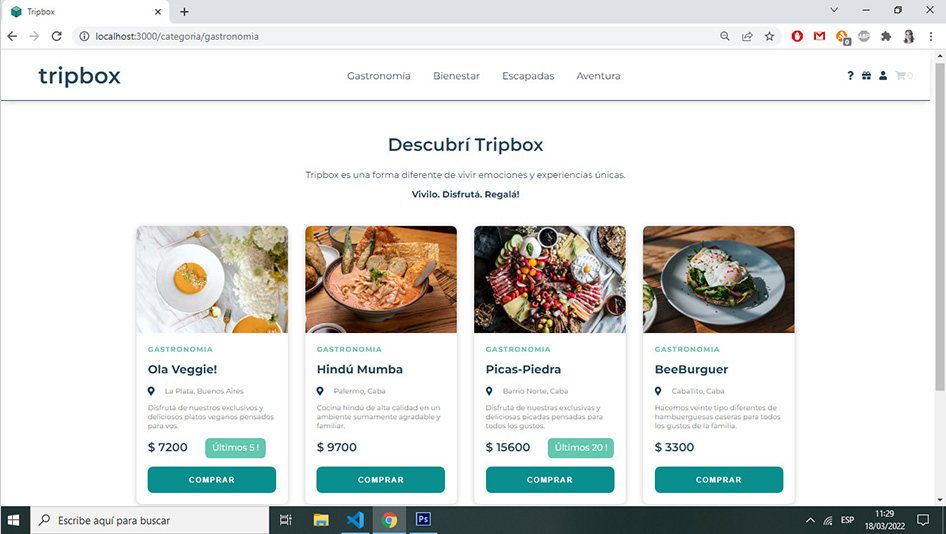 Tripbox
localhost:3000/categoria/gastronomia
ABP
0
tripbox
Gastronomía
Bienestar
Escapadas
Aventura
?
0
Descubrí Tripbox
Tripbox es una forma diferente de vivir emociones y experiencias únicas.
Vivilo. Disfrutá. Regalá!
GASTRONOMIA
Ola Veggie!
La Plata, Buenos Aires
Disfrutá de nuestros exclusivos y
deliciosos platos veganos pensados
para vos.
$ 7200
Últimos 5 !
COMPRAR
GASTRONOMIA
Hindú Mumba
Palermo, Caba
Cocina hindú de alta calidad en un
ambiente sumamente agradable y
familiar.
$ 9700
COMPRAR
GASTRONOMIA
Picas-Piedra
Barrio Norte, Caba
Disfrutá de nuestras exclusivas y
deliciosas picadas pensadas para
todos los gustos.
$ 15600
Últimos 20 !
COMPRAR
GASTRONOMIA
BeeBurguer
Caballito, Caba
Hacemos veinte tipo diferentes de
hambuerguesas caseras para todos
los gustos de la familia.
$ 3300
COMPRAR
Escribe aquí para buscar
Ps
ESP
11:29
18/03/2022